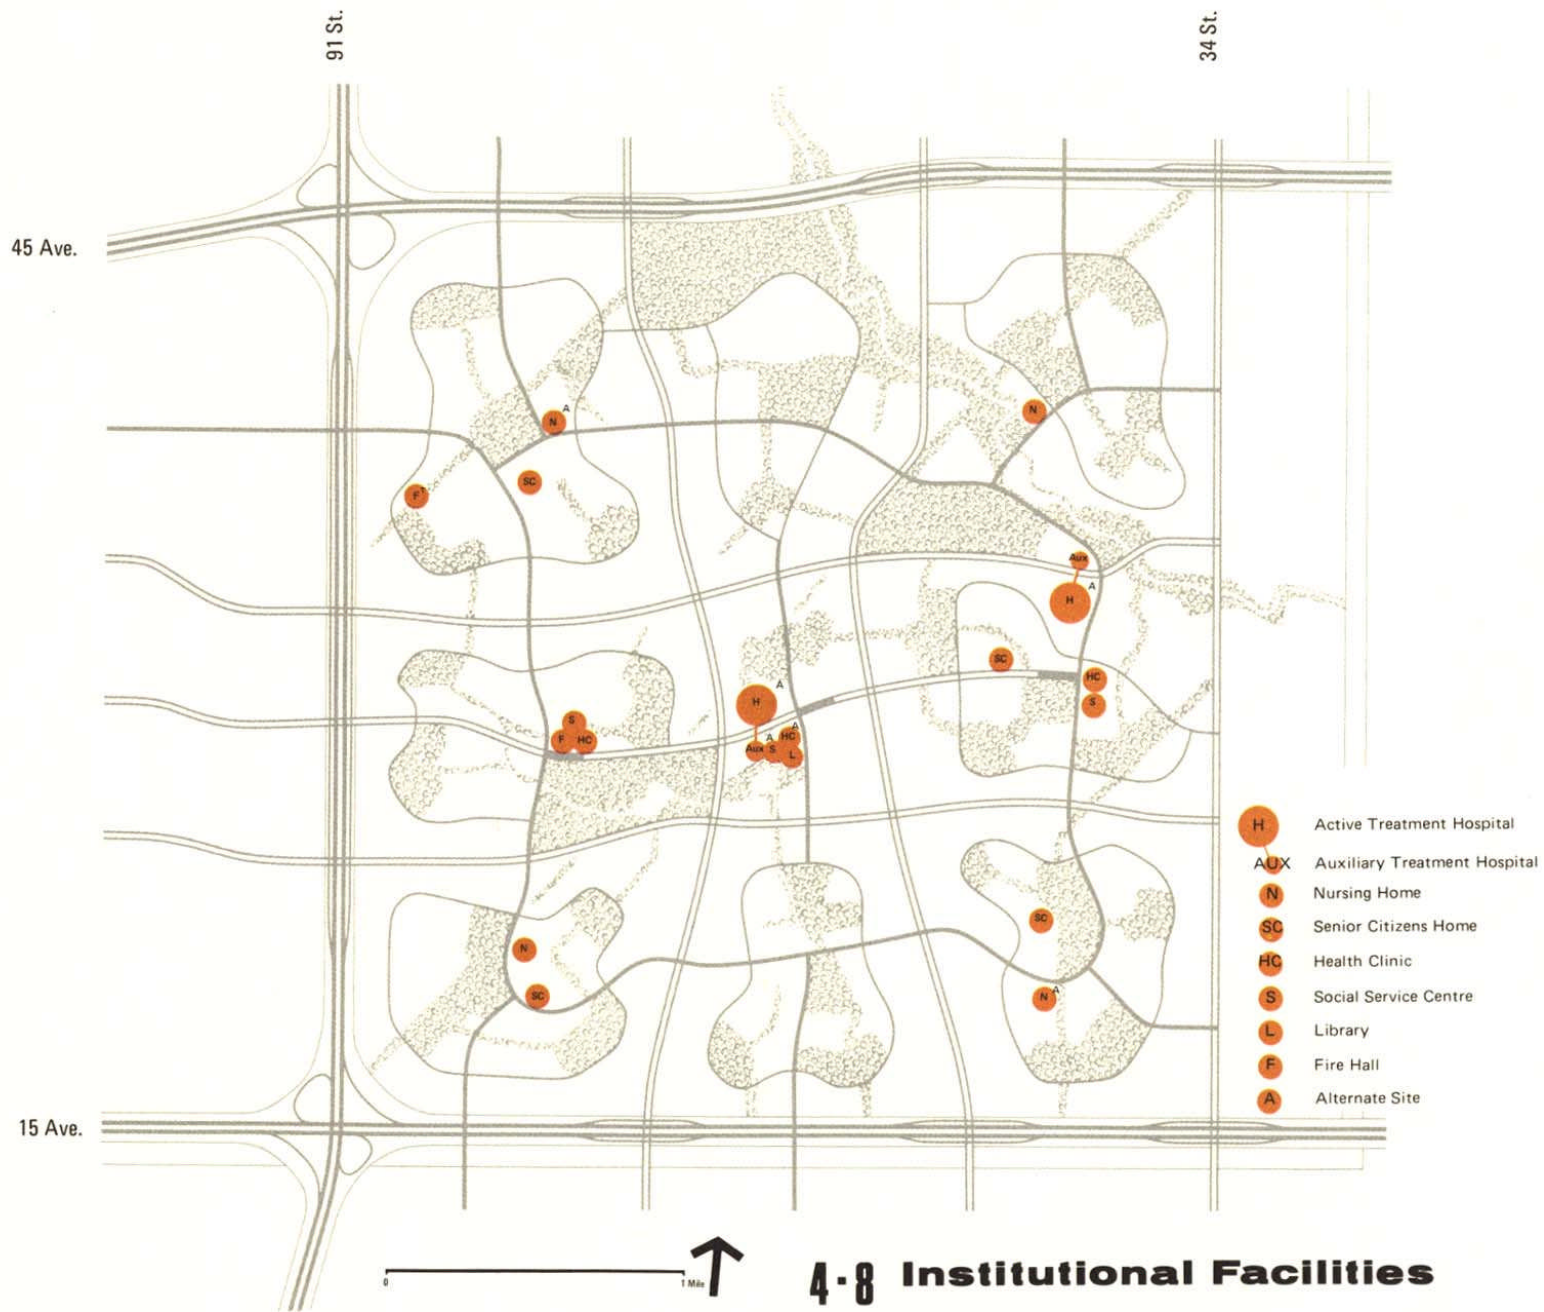 91 St.
34 St.
45 Ave.
A
N
N
SC
F
Aux
A
H
SC
HC
S
A
H
S
F HC
A
A HC
Aux S
L
SC
N
SC
N A
H Active Treatment Hospital
AUX Auxiliary Treatment Hospital
N Nursing Home
SC Senior Citizens Home
HC Health Clinic
S Social Service Centre
L Library
F Fire Hall
A Alternate Site
15 Ave.
0 1 Mile
4-8 Institutional Facilities